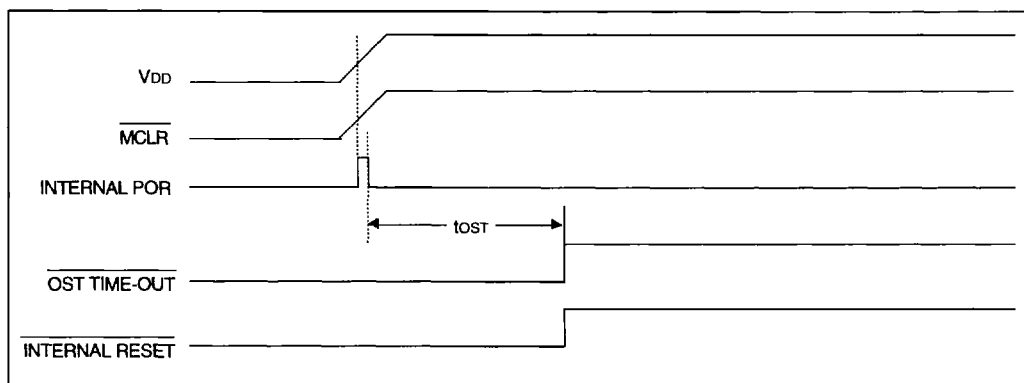 VDD
MCLR
INTERNAL POR
tOST
OST TIME-OUT
INTERNAL RESET